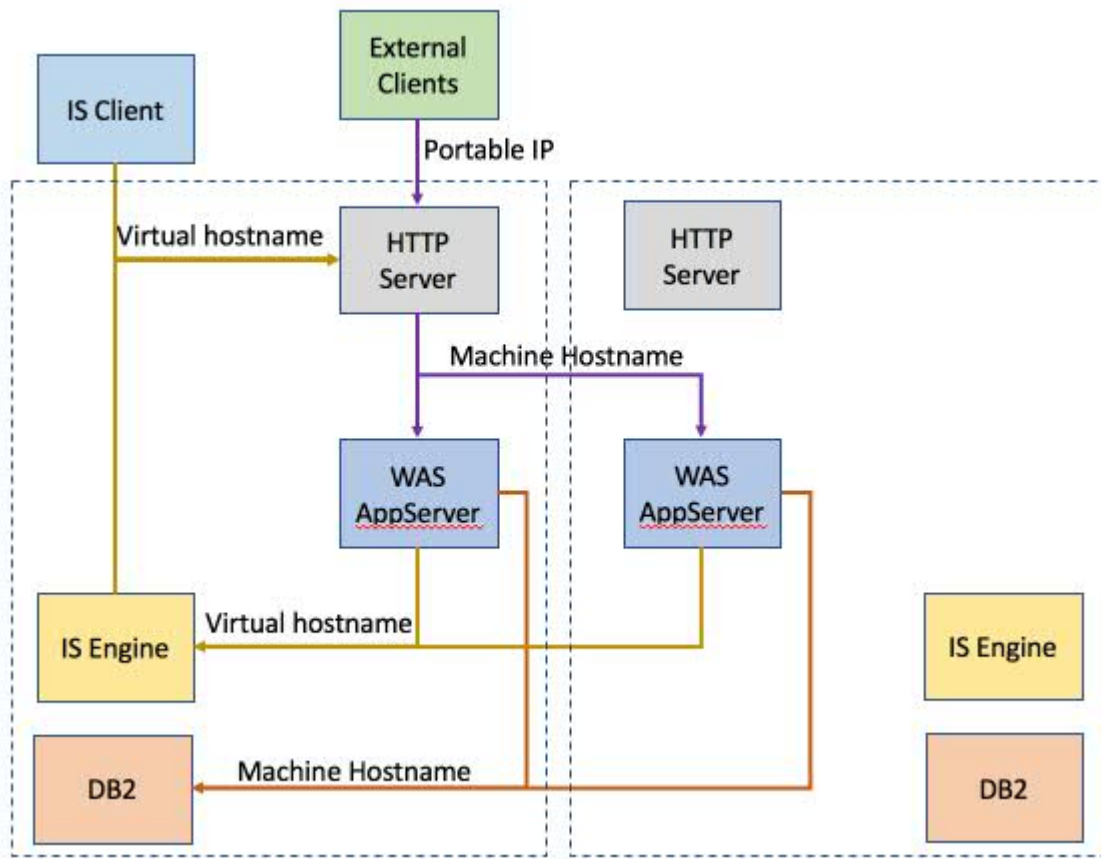 External
Clients
IS Client
Portable IP
Virtual hostname
HTTP
Server
HTTP
Server
Machine Hostname
WAS
AppServer
WAS
AppServer
IS Engine
Virtual hostname
IS Engine
DB2
Machine Hostname
DB2